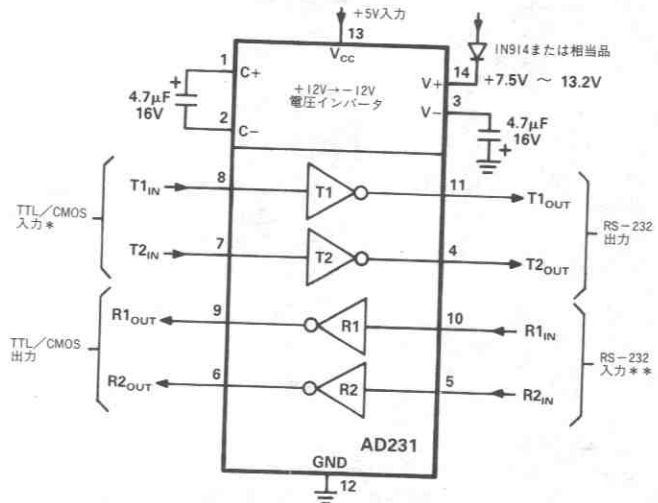 +5V入力
13
VCC
1
C+
4.7μF
16V
2
C−
+12V→−12V
電圧インバータ
1N914または相当品
14
V+
+7.5V ～ 13.2V
3
V−
4.7μF
16V
TTL／CMOS
入力*
T1IN
8
T1
11
T1OUT
T2IN
7
T2
4
T2OUT
RS-232
出力
TTL／CMOS
出力
R1OUT
9
R1
10
R1IN
R2OUT
6
R2
5
R2IN
RS-232
入力**
AD231
GND
12